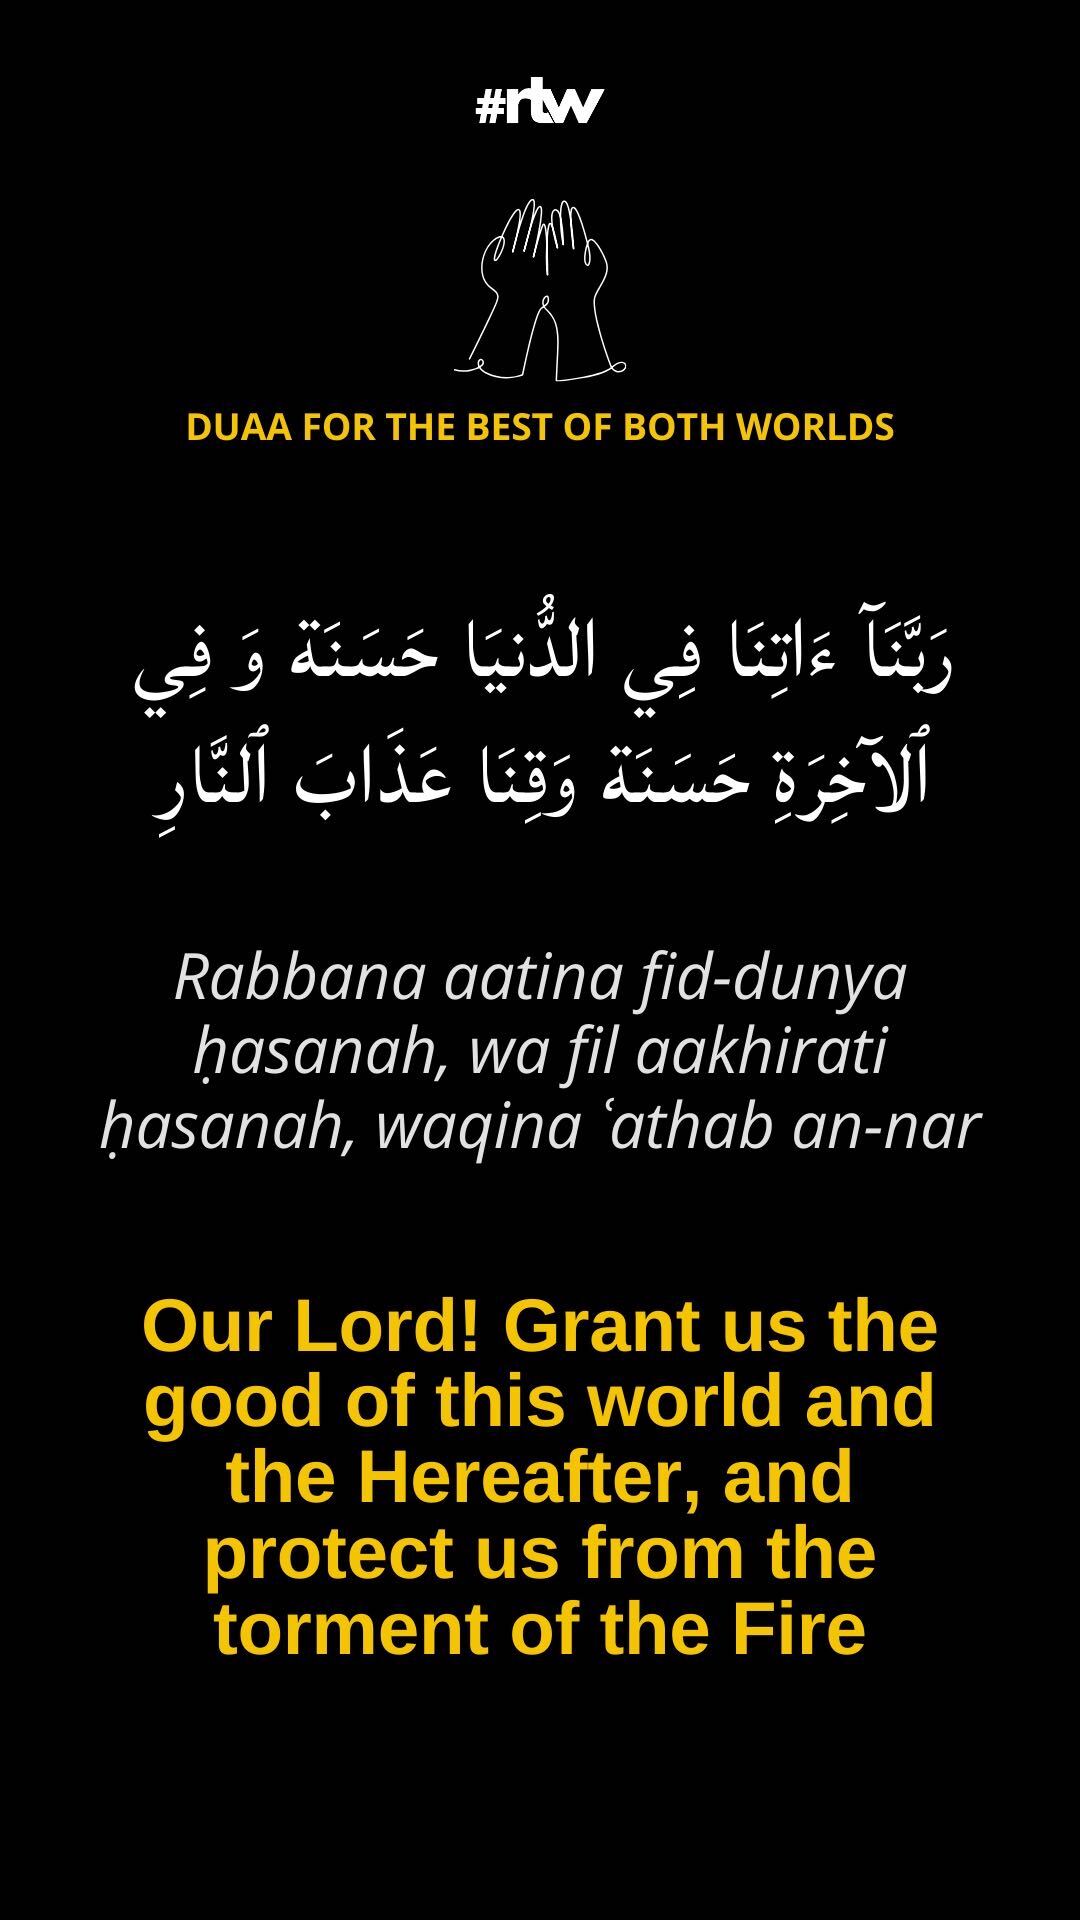 #rtw
DUAA FOR THE BEST OF BOTH WORLDS
رَبَّنَآ ءَاتِنَا فِي الدُّنيَا حَسَنَة وَ فِي
ٱلآخِرَةِ حَسَنَة وَقِنَا عَذَابَ ٱلنَّارِ
Rabbana aatina fid-dunya
ḥasanah, wa fil aakhirati
ḥasanah, waqina ʿathab an-nar
Our Lord! Grant us the
good of this world and
the Hereafter, and
protect us from the
torment of the Fire